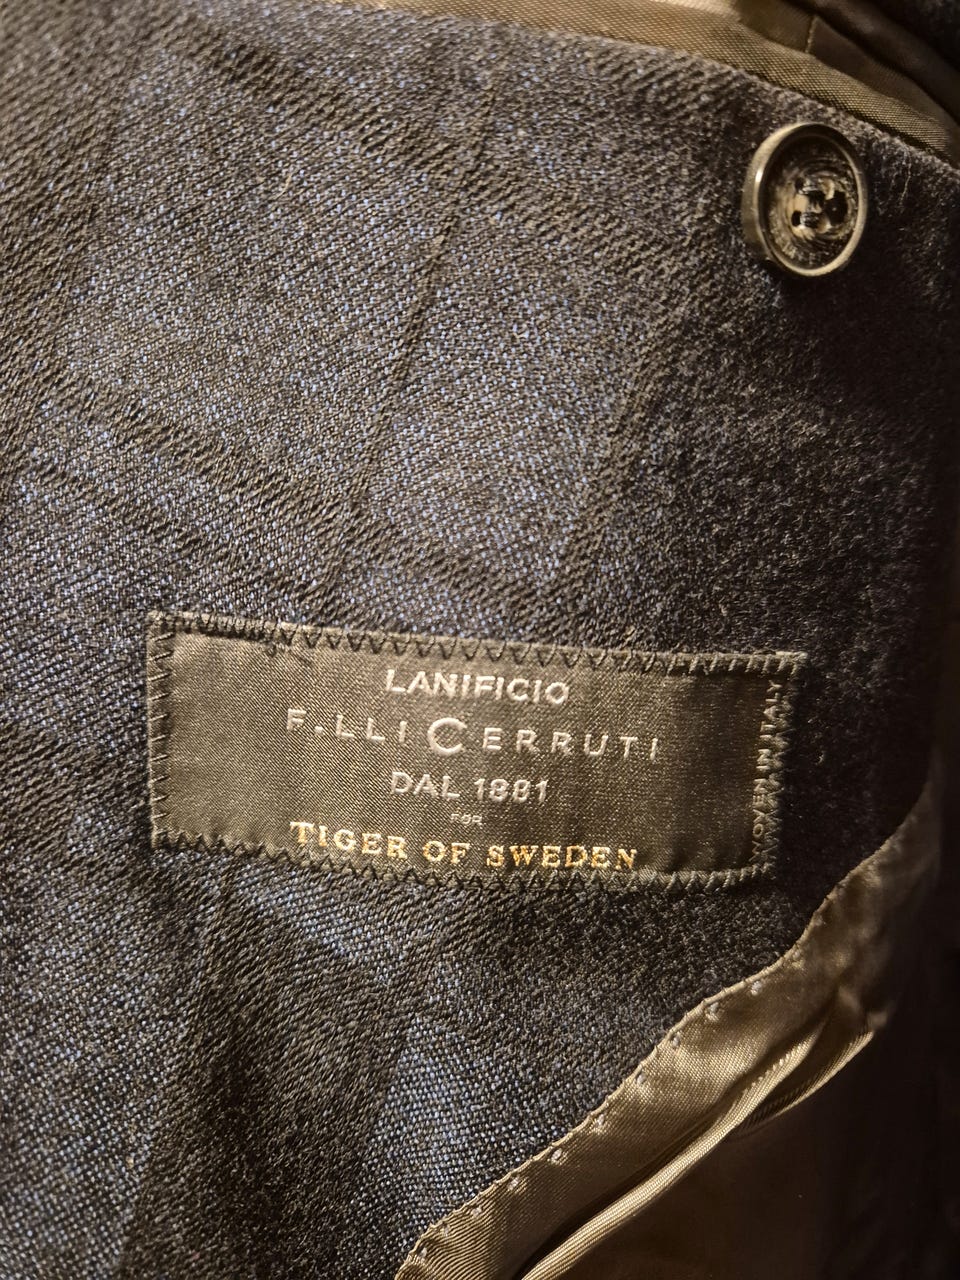 LANIFICIO
F.LLI CERRUTI
DAL 1881
FOR
TIGER OF SWEDEN
WOVEN IN ITALY